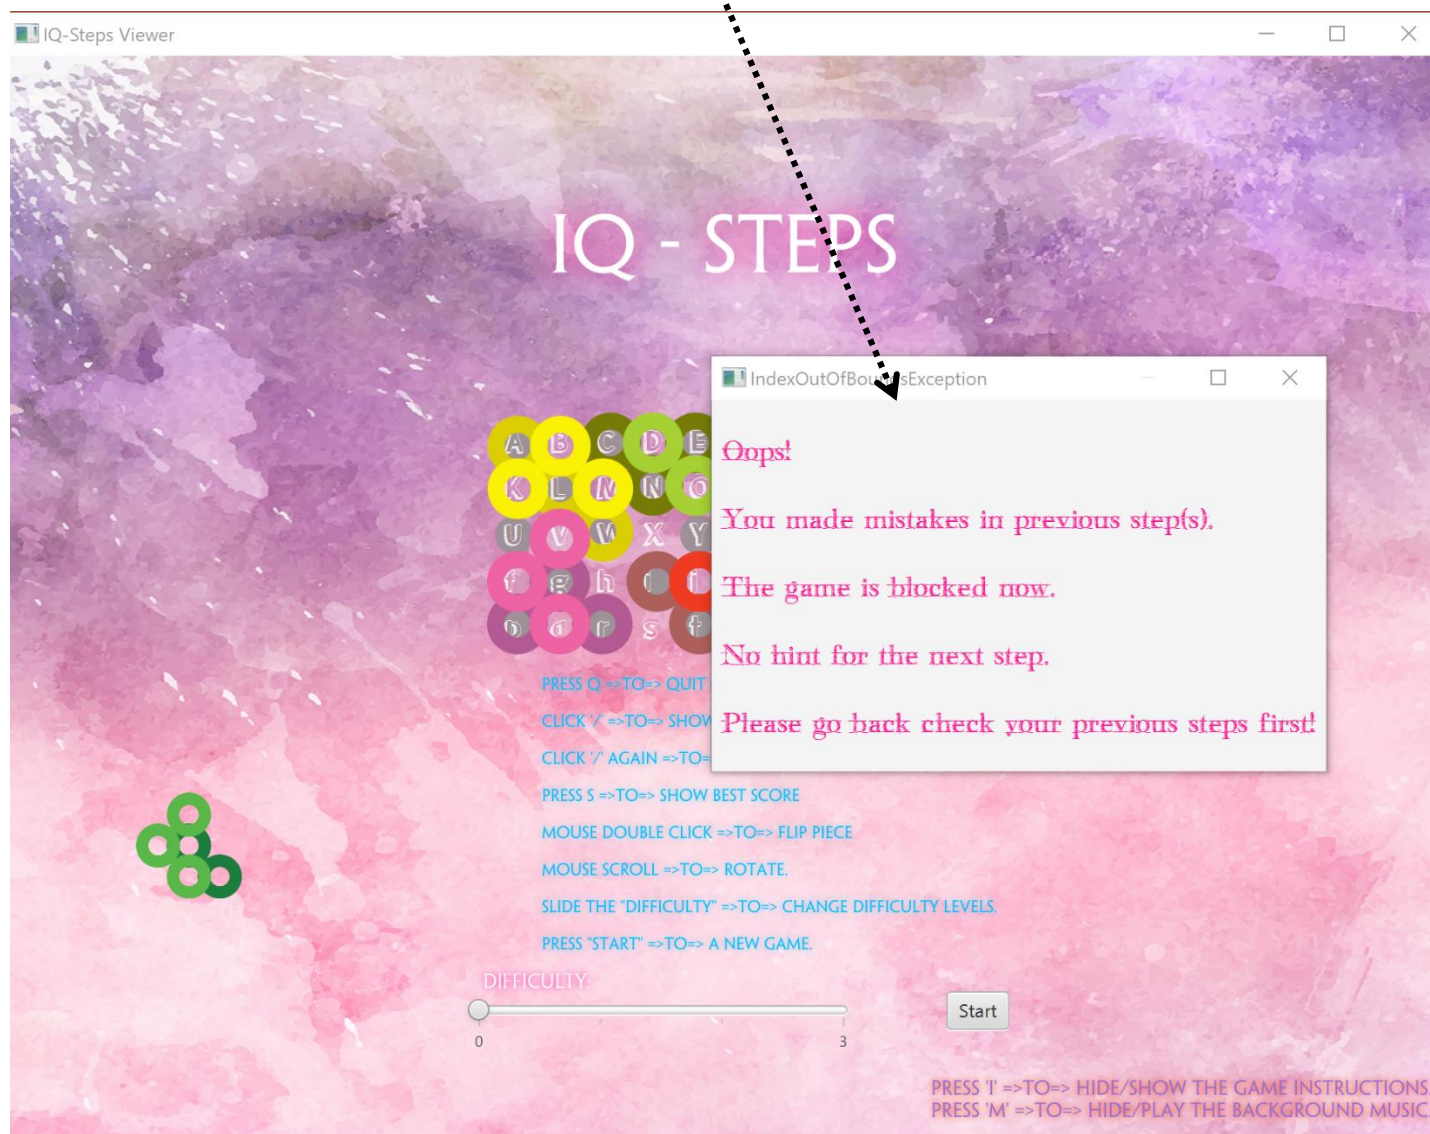 IQ-Steps Viewer
IQ - STEPS
IndexOutOfBoundsException
Oops!
You made mistakes in previous step(s).
The game is blocked now.
No hint for the next step.
Please go back check your previous steps first!
A B C D E
K L M N O
U V W X Y
f g h i
r s t
PRESS Q =>TO=> QUIT
CLICK '/' =>TO=> SHOW
CLICK '/' AGAIN =>TO=
PRESS S =>TO=> SHOW BEST SCORE
MOUSE DOUBLE CLICK =>TO=> FLIP PIECE
MOUSE SCROLL =>TO=> ROTATE.
SLIDE THE "DIFFICULTY" =>TO=> CHANGE DIFFICULTY LEVELS.
PRESS "START" =>TO=> A NEW GAME.
DIFFICULTY:
Start
0 3
PRESS 'I' =>TO=> HIDE/SHOW THE GAME INSTRUCTIONS
PRESS 'M' =>TO=> HIDE/PLAY THE BACKGROUND MUSIC.